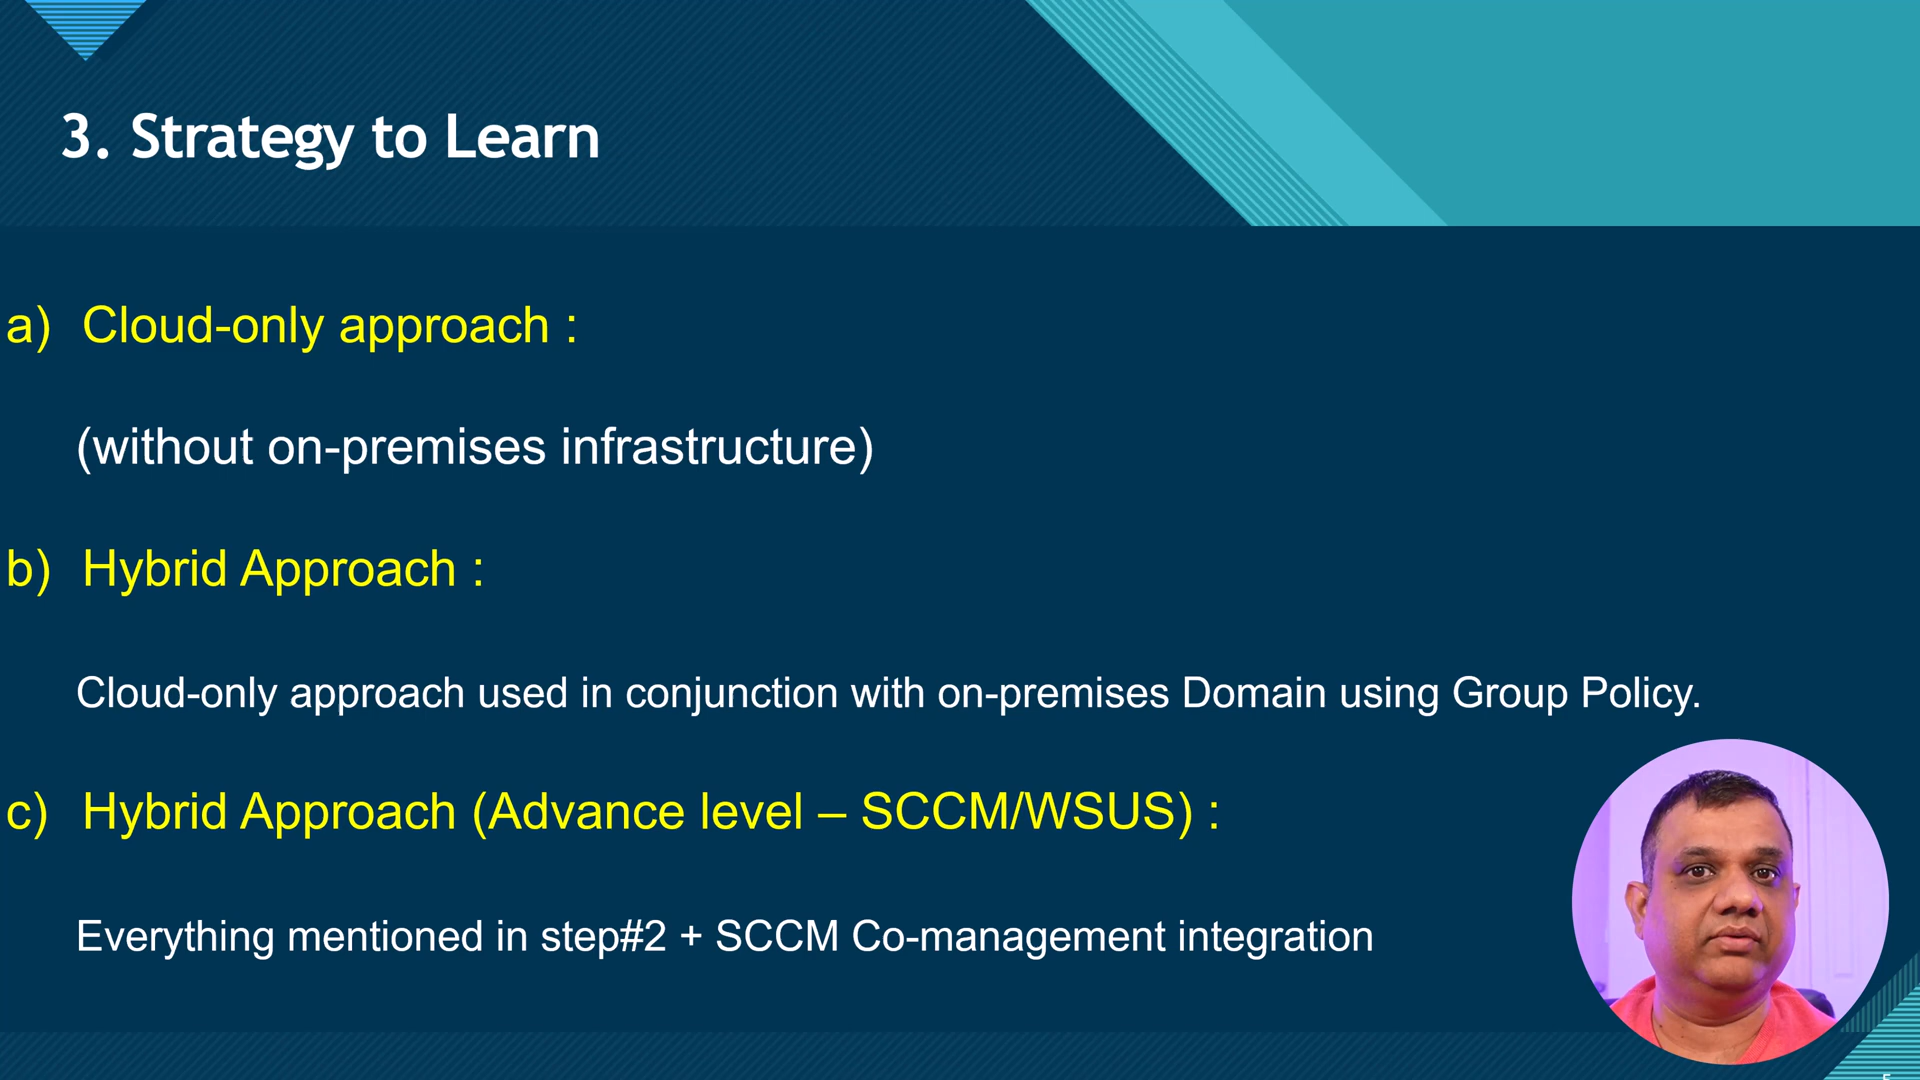 3. Strategy to Learn
a) Cloud-only approach :
(without on-premises infrastructure)
b) Hybrid Approach :
Cloud-only approach used in conjunction with on-premises Domain using Group Policy.
c) Hybrid Approach (Advance level – SCCM/WSUS) :
Everything mentioned in step#2 + SCCM Co-management integration